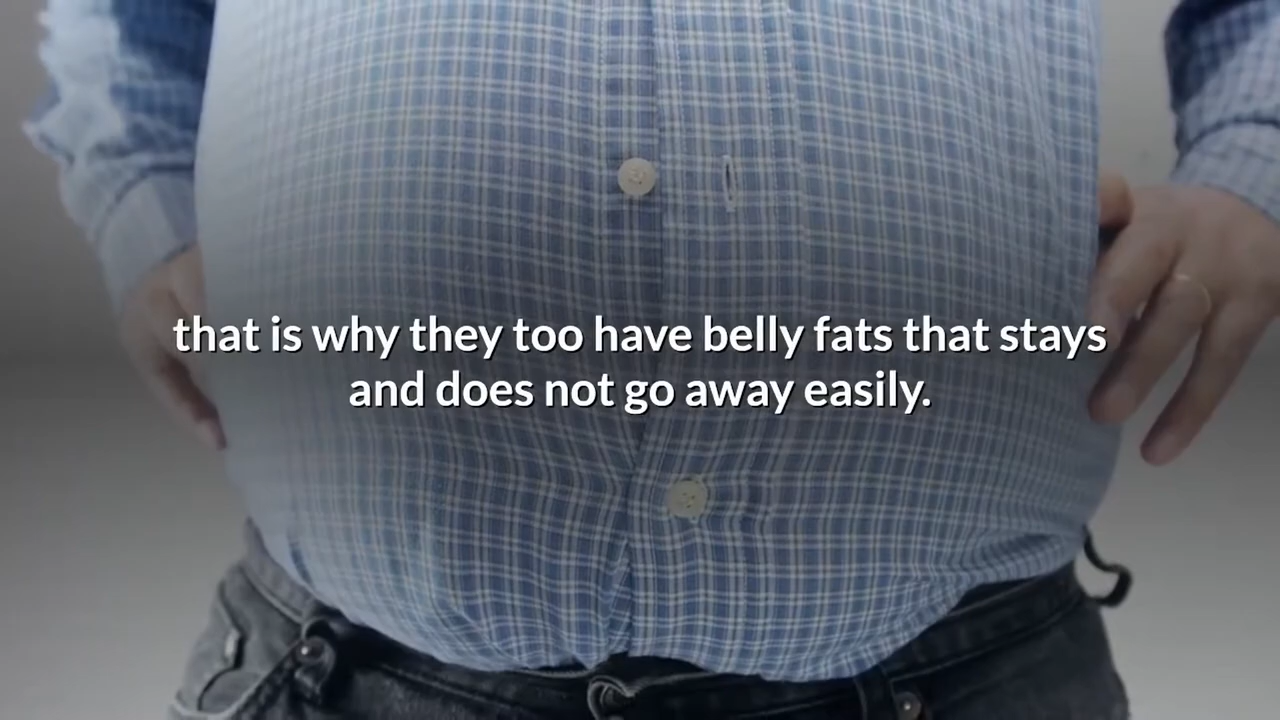 that is why they too have belly fats that stays
and does not go away easily.